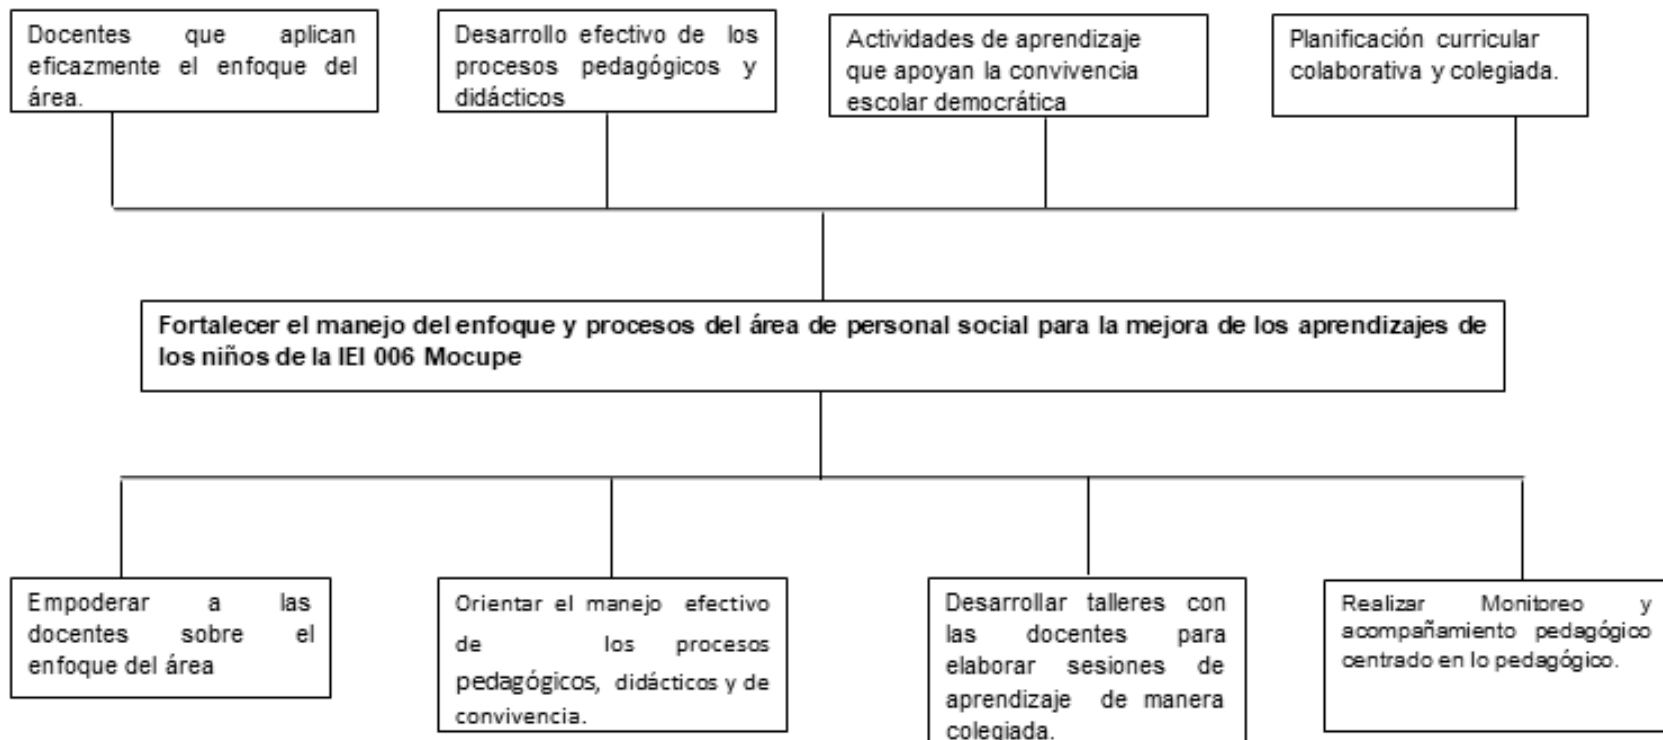 Docentes que aplican
eficazmente el enfoque del
área.
Desarrollo efectivo de los
procesos pedagógicos y
didácticos
Actividades de aprendizaje
que apoyan la convivencia
escolar democrática
Planificación curricular
colaborativa y colegiada.
Fortalecer el manejo del enfoque y procesos del área de personal social para la mejora de los aprendizajes de
los niños de la IEI 006 Mocupe
Empoderar a las
docentes sobre el
enfoque del área
Orientar el manejo efectivo
de los procesos
pedagógicos, didácticos y de
convivencia.
Desarrollar talleres con
las docentes para
elaborar sesiones de
aprendizaje de manera
colegiada.
Realizar Monitoreo y
acompañamiento pedagógico
centrado en lo pedagógico.